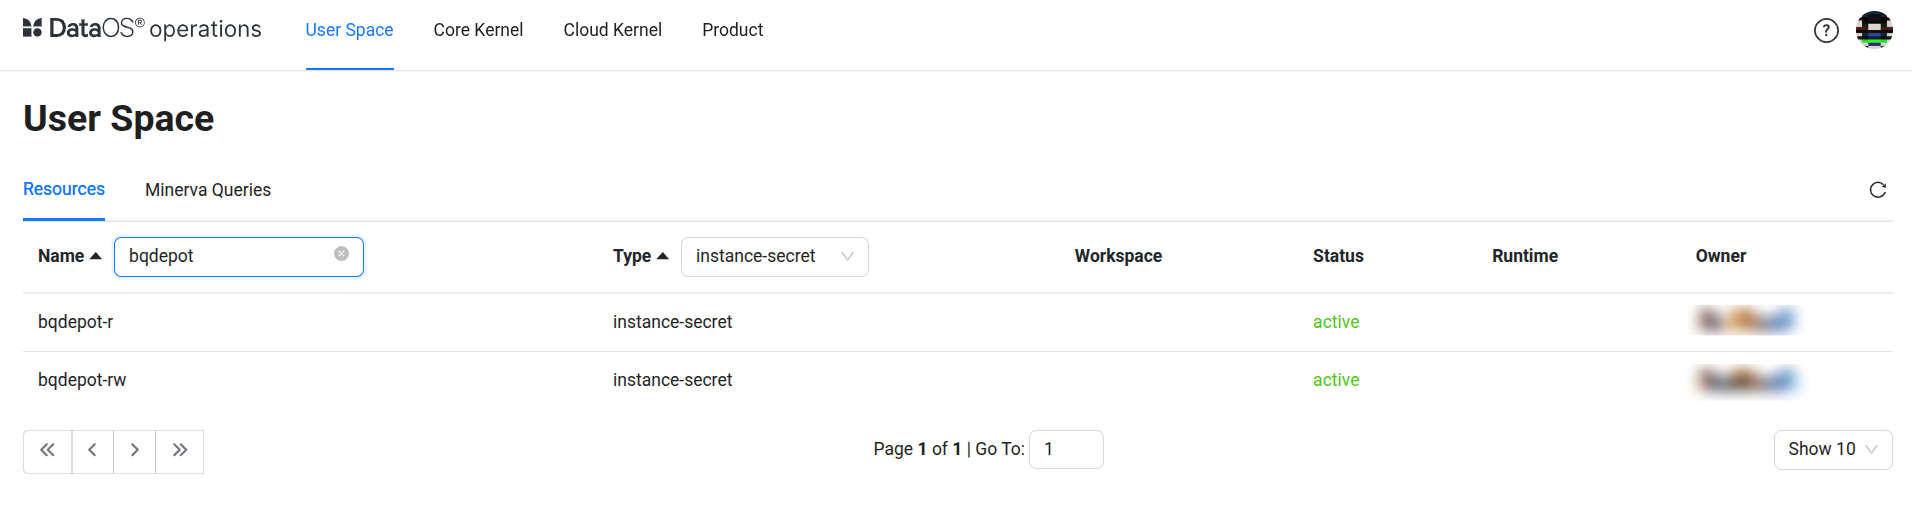 DataOS® operations User Space Core Kernel Cloud Kernel Product ?
User Space
Resources Minerva Queries
Name bqdepot Type instance-secret Workspace Status Runtime Owner
bqdepot-r instance-secret active
bqdepot-rw instance-secret active
Page 1 of 1 | Go To: 1 Show 10